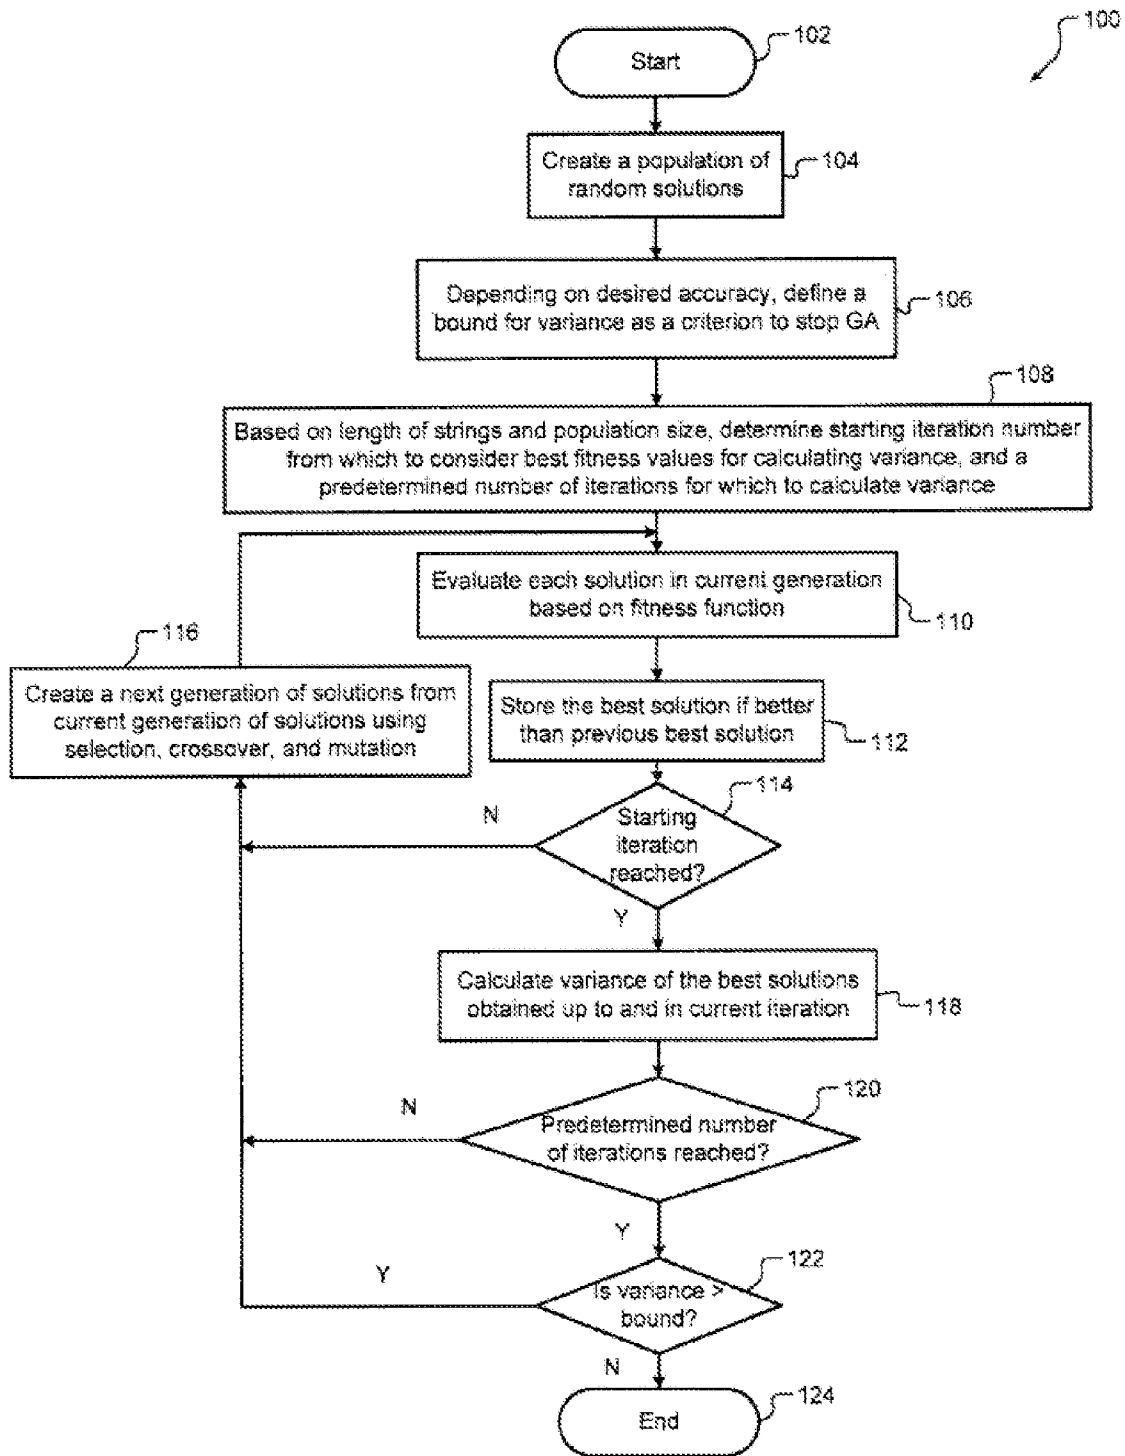 100
102
Start
Create a population of
random solutions
104
Depending on desired accuracy, define a
bound for variance as a criterion to stop GA
106
108
Based on length of strings and population size, determine starting iteration number
from which to consider best fitness values for calculating variance, and a
predetermined number of iterations for which to calculate variance
Evaluate each solution in current generation
based on fitness function
110
116
Create a next generation of solutions from
current generation of solutions using
selection, crossover, and mutation
Store the best solution if better
than previous best solution
112
114
N
Starting
iteration
reached?
Y
Calculate variance of the best solutions
obtained up to and in current iteration
118
120
N
Predetermined number
of iterations reached?
Y
122
Y
Is variance >
bound?
N
End
124